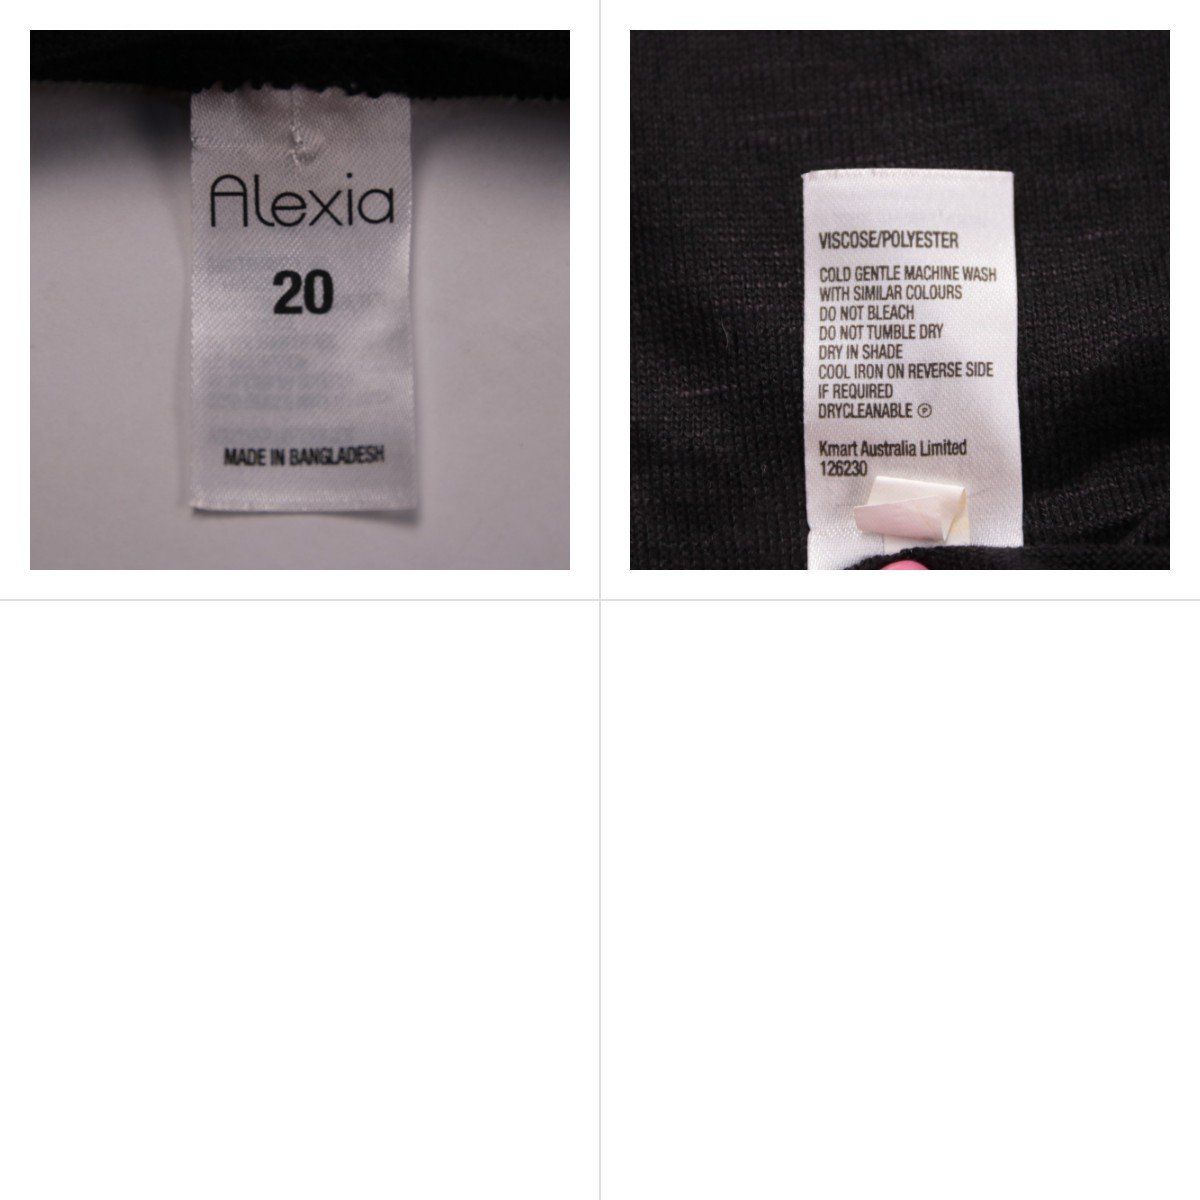 Alexia
20
MADE IN BANGLADESH
VISCOSE/POLYESTER
COLD GENTLE MACHINE WASH
WITH SIMILAR COLOURS
DO NOT BLEACH
DO NOT TUMBLE DRY
DRY IN SHADE
COOL IRON ON REVERSE SIDE
IF REQUIRED
DRYCLEANABLE Ⓟ
Kmart Australia Limited
126230